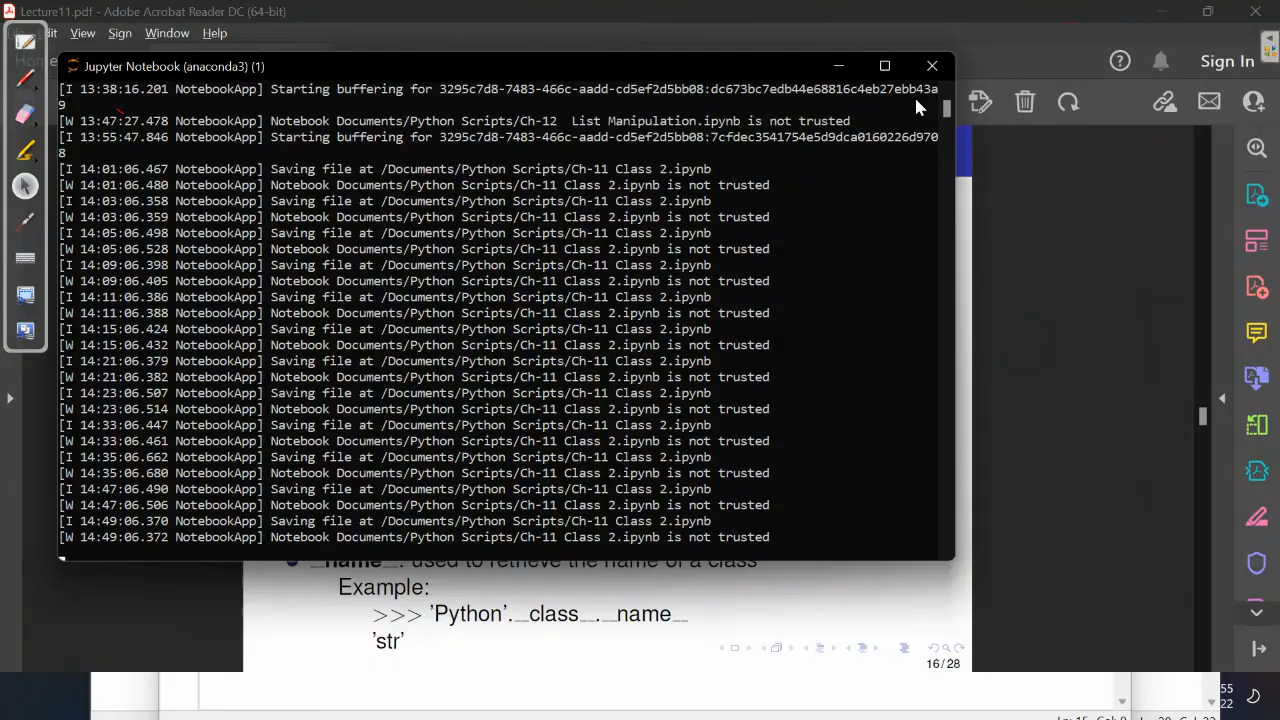 Lecture11.pdf - Adobe Acrobat Reader DC (64-bit)
View Sign Window Help
Sign In
Jupyter Notebook (anaconda3) (1)
[I 13:38:16.201 NotebookApp] Starting buffering for 3295c7d8-7483-466c-aadd-cd5ef2d5bb08:dc673bc7edb44e68816c4eb27ebb43a
9
[W 13:47:27.478 NotebookApp] Notebook Documents/Python Scripts/Ch-12  List Manipulation.ipynb is not trusted
[I 13:55:47.846 NotebookApp] Starting buffering for 3295c7d8-7483-466c-aadd-cd5ef2d5bb08:7cfdec3541754e5d9dca0160226d970
8
[I 14:01:06.467 NotebookApp] Saving file at /Documents/Python Scripts/Ch-11 Class 2.ipynb
[W 14:01:06.480 NotebookApp] Notebook Documents/Python Scripts/Ch-11 Class 2.ipynb is not trusted
[I 14:03:06.358 NotebookApp] Saving file at /Documents/Python Scripts/Ch-11 Class 2.ipynb
[W 14:03:06.359 NotebookApp] Notebook Documents/Python Scripts/Ch-11 Class 2.ipynb is not trusted
[I 14:05:06.498 NotebookApp] Saving file at /Documents/Python Scripts/Ch-11 Class 2.ipynb
[W 14:05:06.528 NotebookApp] Notebook Documents/Python Scripts/Ch-11 Class 2.ipynb is not trusted
[I 14:09:06.398 NotebookApp] Saving file at /Documents/Python Scripts/Ch-11 Class 2.ipynb
[W 14:09:06.405 NotebookApp] Notebook Documents/Python Scripts/Ch-11 Class 2.ipynb is not trusted
[I 14:11:06.386 NotebookApp] Saving file at /Documents/Python Scripts/Ch-11 Class 2.ipynb
[W 14:11:06.388 NotebookApp] Notebook Documents/Python Scripts/Ch-11 Class 2.ipynb is not trusted
[I 14:15:06.424 NotebookApp] Saving file at /Documents/Python Scripts/Ch-11 Class 2.ipynb
[W 14:15:06.432 NotebookApp] Notebook Documents/Python Scripts/Ch-11 Class 2.ipynb is not trusted
[I 14:21:06.379 NotebookApp] Saving file at /Documents/Python Scripts/Ch-11 Class 2.ipynb
[W 14:21:06.382 NotebookApp] Notebook Documents/Python Scripts/Ch-11 Class 2.ipynb is not trusted
[I 14:23:06.507 NotebookApp] Saving file at /Documents/Python Scripts/Ch-11 Class 2.ipynb
[W 14:23:06.514 NotebookApp] Notebook Documents/Python Scripts/Ch-11 Class 2.ipynb is not trusted
[I 14:33:06.447 NotebookApp] Saving file at /Documents/Python Scripts/Ch-11 Class 2.ipynb
[W 14:33:06.461 NotebookApp] Notebook Documents/Python Scripts/Ch-11 Class 2.ipynb is not trusted
[I 14:35:06.662 NotebookApp] Saving file at /Documents/Python Scripts/Ch-11 Class 2.ipynb
[W 14:35:06.680 NotebookApp] Notebook Documents/Python Scripts/Ch-11 Class 2.ipynb is not trusted
[I 14:47:06.490 NotebookApp] Saving file at /Documents/Python Scripts/Ch-11 Class 2.ipynb
[W 14:47:06.506 NotebookApp] Notebook Documents/Python Scripts/Ch-11 Class 2.ipynb is not trusted
[I 14:49:06.370 NotebookApp] Saving file at /Documents/Python Scripts/Ch-11 Class 2.ipynb
[W 14:49:06.372 NotebookApp] Notebook Documents/Python Scripts/Ch-11 Class 2.ipynb is not trusted
__name__: used to retrieve the name of a class
Example:
>>> 'Python'.__class__.__name__
'str'
16/28
55
22